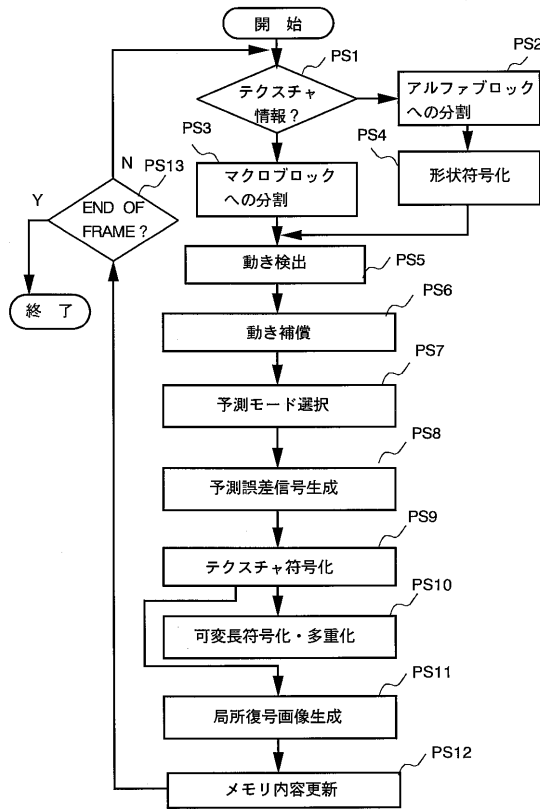 開 始
PS1
テクスチャ
情報？
PS2
アルファブロック
への分割
PS3
マクロブロック
への分割
PS4
形状符号化
N
PS13
Y
END OF
FRAME？
終 了
動き検出
PS5
PS6
動き補償
PS7
予測モード選択
PS8
予測誤差信号生成
PS9
テクスチャ符号化
PS10
可変長符号化・多重化
PS11
局所復号画像生成
PS12
メモリ内容更新